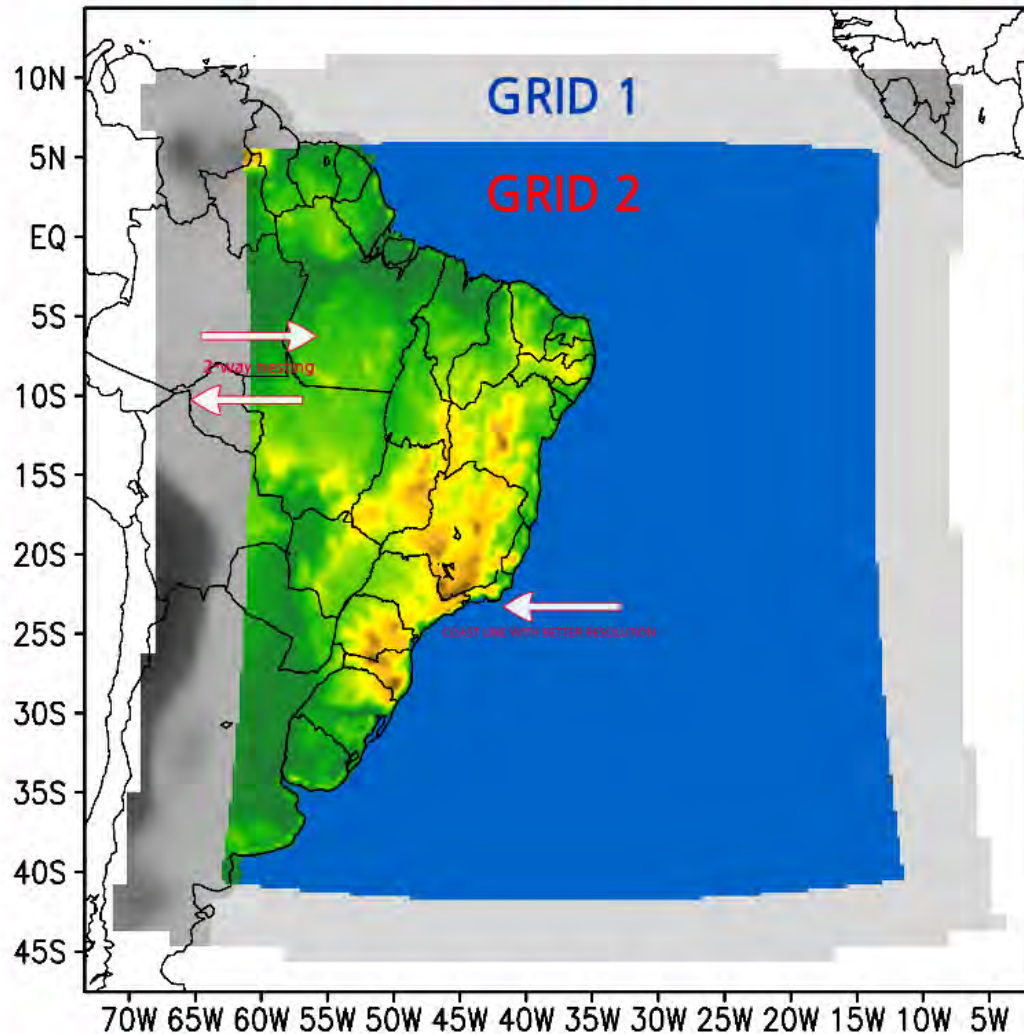 GRID 1
10N
5N
GRID 2
EQ
5S
2-way nesting
10S
15S
20S
COAST LINE WITH BETTER RESOLUTION
25S
30S
35S
40S
45S
70W 65W 60W 55W 50W 45W 40W 35W 30W 25W 20W 15W 10W 5W